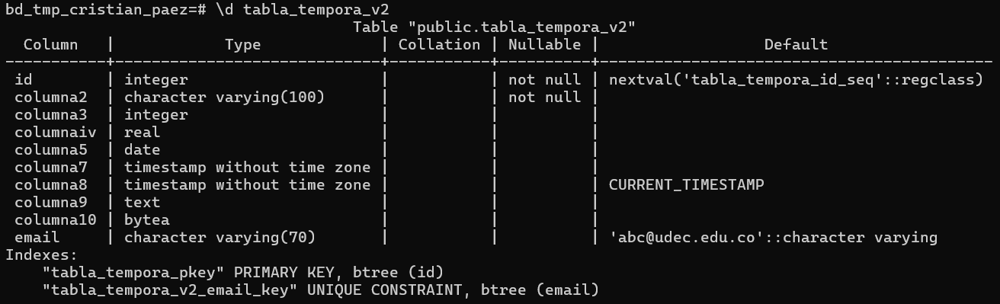 bd_tmp_cristian_paez=# \d tabla_tempora_v2
                                      Table "public.tabla_tempora_v2"
  Column   |            Type             | Collation | Nullable |                  Default
-----------+-----------------------------+-----------+----------+-------------------------------------------
 id        | integer                     |           | not null | nextval('tabla_tempora_id_seq'::regclass)
 columna2  | character varying(100)      |           | not null |
 columna3  | integer                     |           |          |
 columnaiv | real                        |           |          |
 columna5  | date                        |           |          |
 columna7  | timestamp without time zone |           |          |
 columna8  | timestamp without time zone |           |          | CURRENT_TIMESTAMP
 columna9  | text                        |           |          |
 columna10 | bytea                       |           |          |
 email     | character varying(70)       |           |          | 'abc@udec.edu.co'::character varying
Indexes:
    "tabla_tempora_pkey" PRIMARY KEY, btree (id)
    "tabla_tempora_v2_email_key" UNIQUE CONSTRAINT, btree (email)